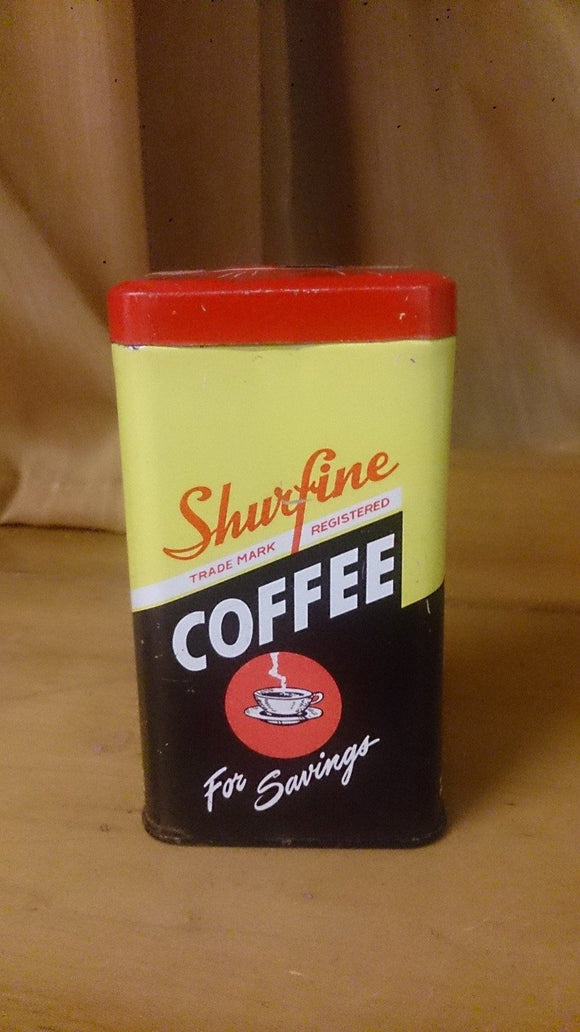 Shurfine
TRADE MARK REGISTERED
COFFEE
For Savings